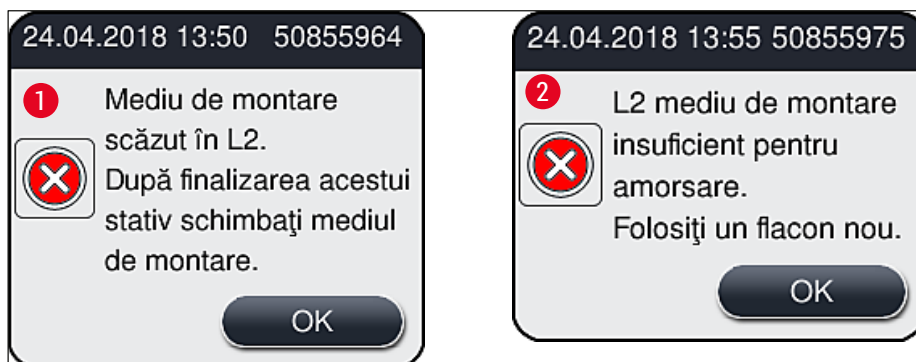 24.04.2018 13:50 50855964
1
Mediu de montare
scăzut în L2.
După finalizarea acestui
stativ schimbaţi mediul
de montare.
OK
24.04.2018 13:55 50855975
2
L2 mediu de montare
insuficient pentru
amorsare.
Folosiţi un flacon nou.
OK